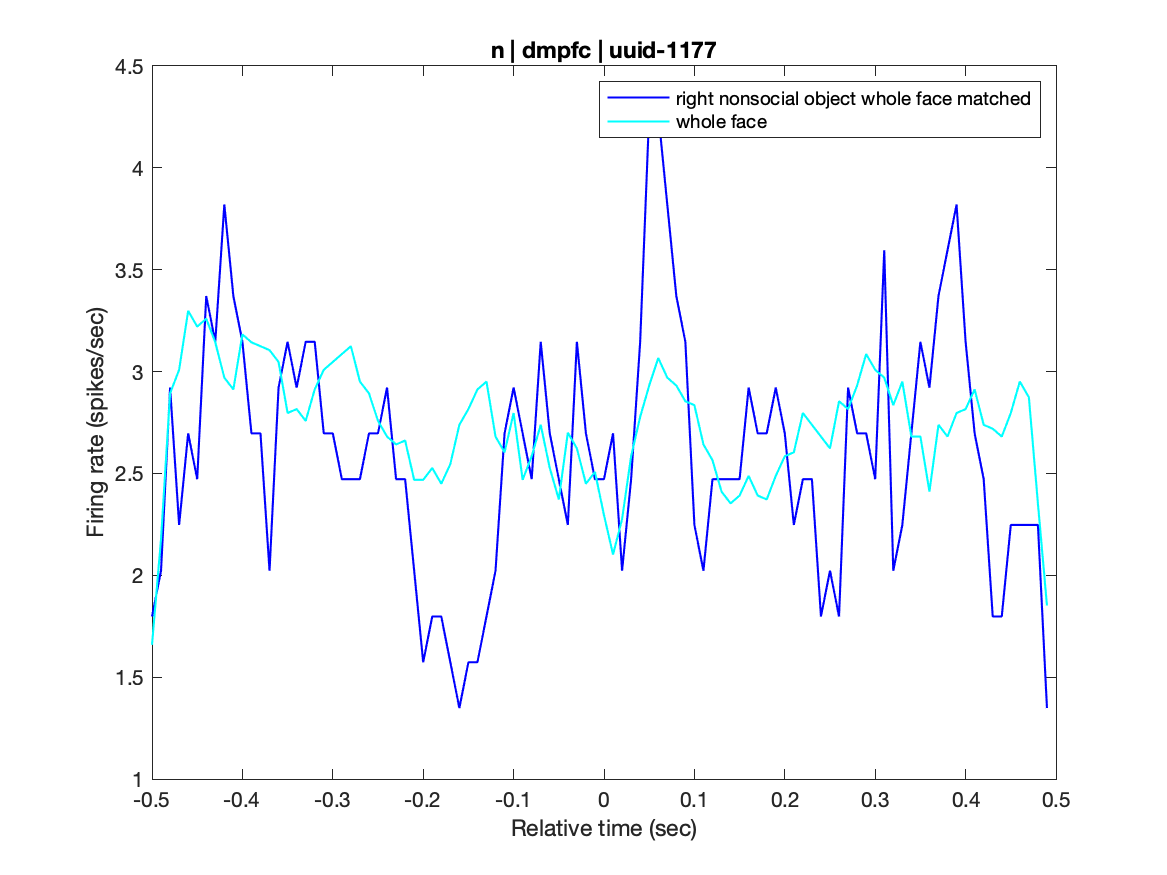 n | dmpfc | uuid-1177
right nonsocial object whole face matched
whole face
4.5
4
3.5
3
2.5
2
1.5
1
Firing rate (spikes/sec)
-0.5 -0.4 -0.3 -0.2 -0.1 0 0.1 0.2 0.3 0.4 0.5
Relative time (sec)